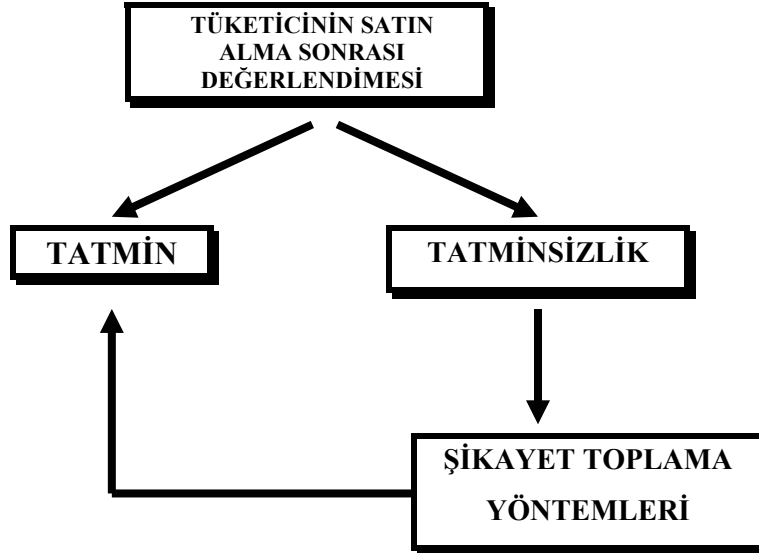 TÜKETİCİNİN SATIN
ALMA SONRASI
DEĞERLENDİMESİ
TATMİN
TATMİNSİZLİK
ŞİKAYET TOPLAMA
YÖNTEMLERİ